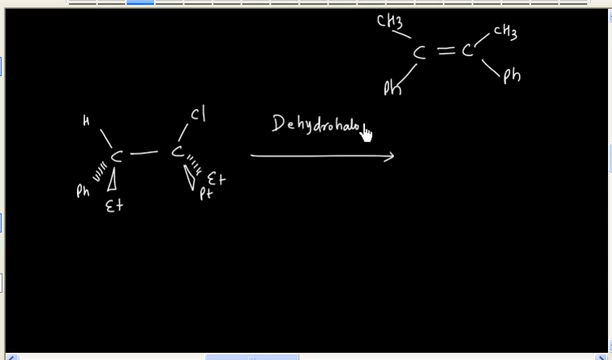 CH3 CH3
C = C
Ph Ph
H Cl
Dehydrohalo
C — C
Ph Et
Et Pt